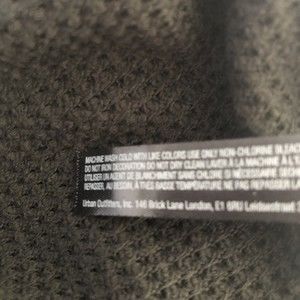 MACHINE WASH COLD WITH LIKE COLORS USE ONLY NON-CHLORINE BLEAC
DO NOT IRON DECORATION DO NOT DRY CLEAN LAVER À LA MACHINE À L'
UTILISER UN AGENT DE BLANCHIMENT SANS CHLORE SI NÉCESSAIRE
REPASSER, AU BESOIN, À TRÈS BASSE TEMPÉRATURE NE PAS REPASSER
Urban Outfitters, Inc. 146 Brick Lane London, E1 6RU